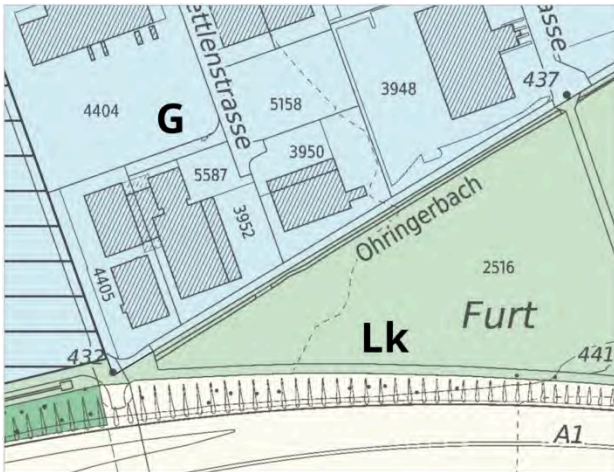 ettlenstrasse
asse
437
4404
G
5158
3948
3950
5587
3952
Ohringerbach
2516
4405
Furt
Lk
432
441
A1